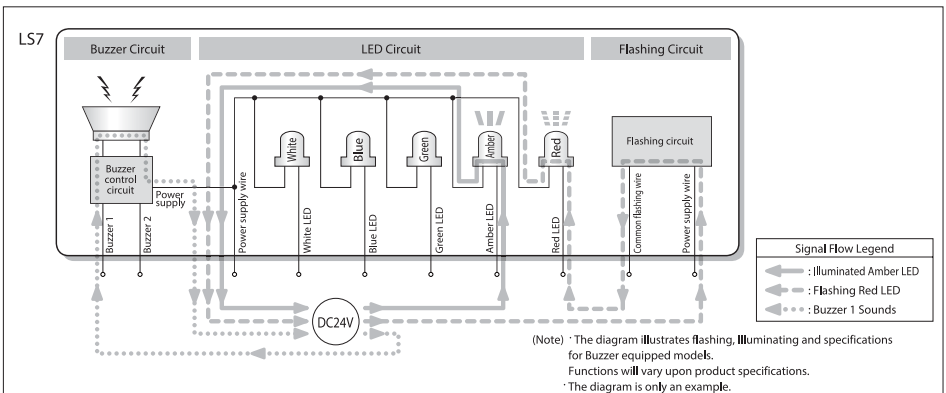 LS7
Buzzer Circuit
LED Circuit
Flashing Circuit
White
Blue
Green
Amber
Red
Flashing circuit
Buzzer
control
circuit
Power
supply
Buzzer 1
Buzzer 2
Power supply wire
White LED
Blue LED
Green LED
Amber LED
Red LED
Common flashing wire
Power supply wire
DC24V
Signal Flow Legend
: Illuminated Amber LED
: Flashing Red LED
: Buzzer 1 Sounds
(Note) · The diagram illustrates flashing, Illuminating and specifications
for Buzzer equipped models.
Functions will vary upon product specifications.
· The diagram is only an example.